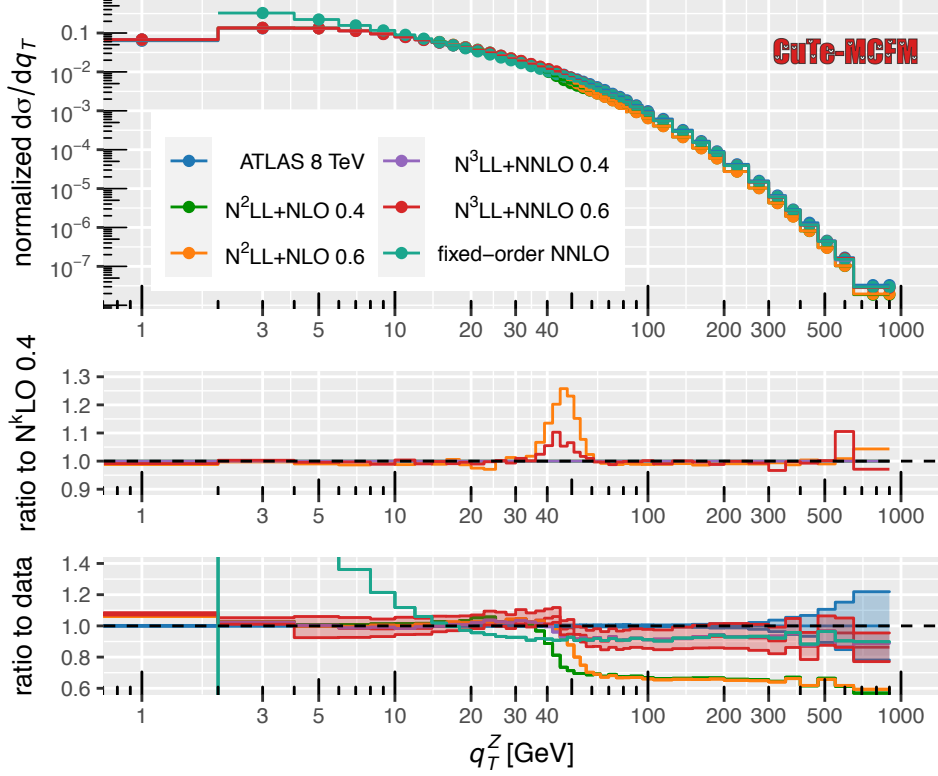 0.1
10⁻²
10⁻³
10⁻⁴
10⁻⁵
10⁻⁶
10⁻⁷
normalized dσ/dq_T
CuTe-MCFM
ATLAS 8 TeV
N²LL+NLO 0.4
N²LL+NLO 0.6
N³LL+NNLO 0.4
N³LL+NNLO 0.6
fixed−order NNLO
1 3 5 10 20 30 40 100 200 300 500 1000
ratio to NᵏLO 0.4
1.3
1.2
1.1
1.0
0.9
1 3 5 10 20 30 40 100 200 300 500 1000
ratio to data
1.4
1.2
1.0
0.8
0.6
1 3 5 10 20 30 40 100 200 300 500 1000
q_T^Z [GeV]